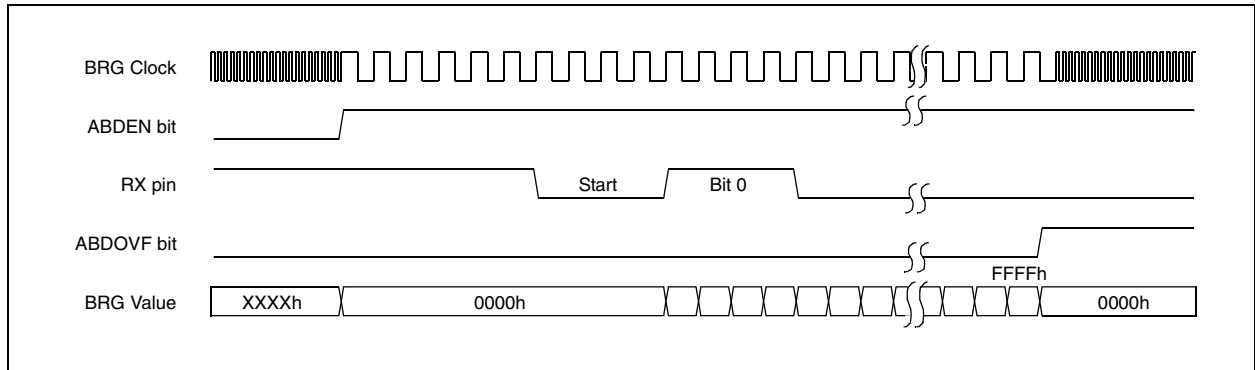 BRG Clock
ABDEN bit
RX pin
Start
Bit 0
ABDOVF bit
FFFFh
BRG Value
XXXXh
0000h
0000h